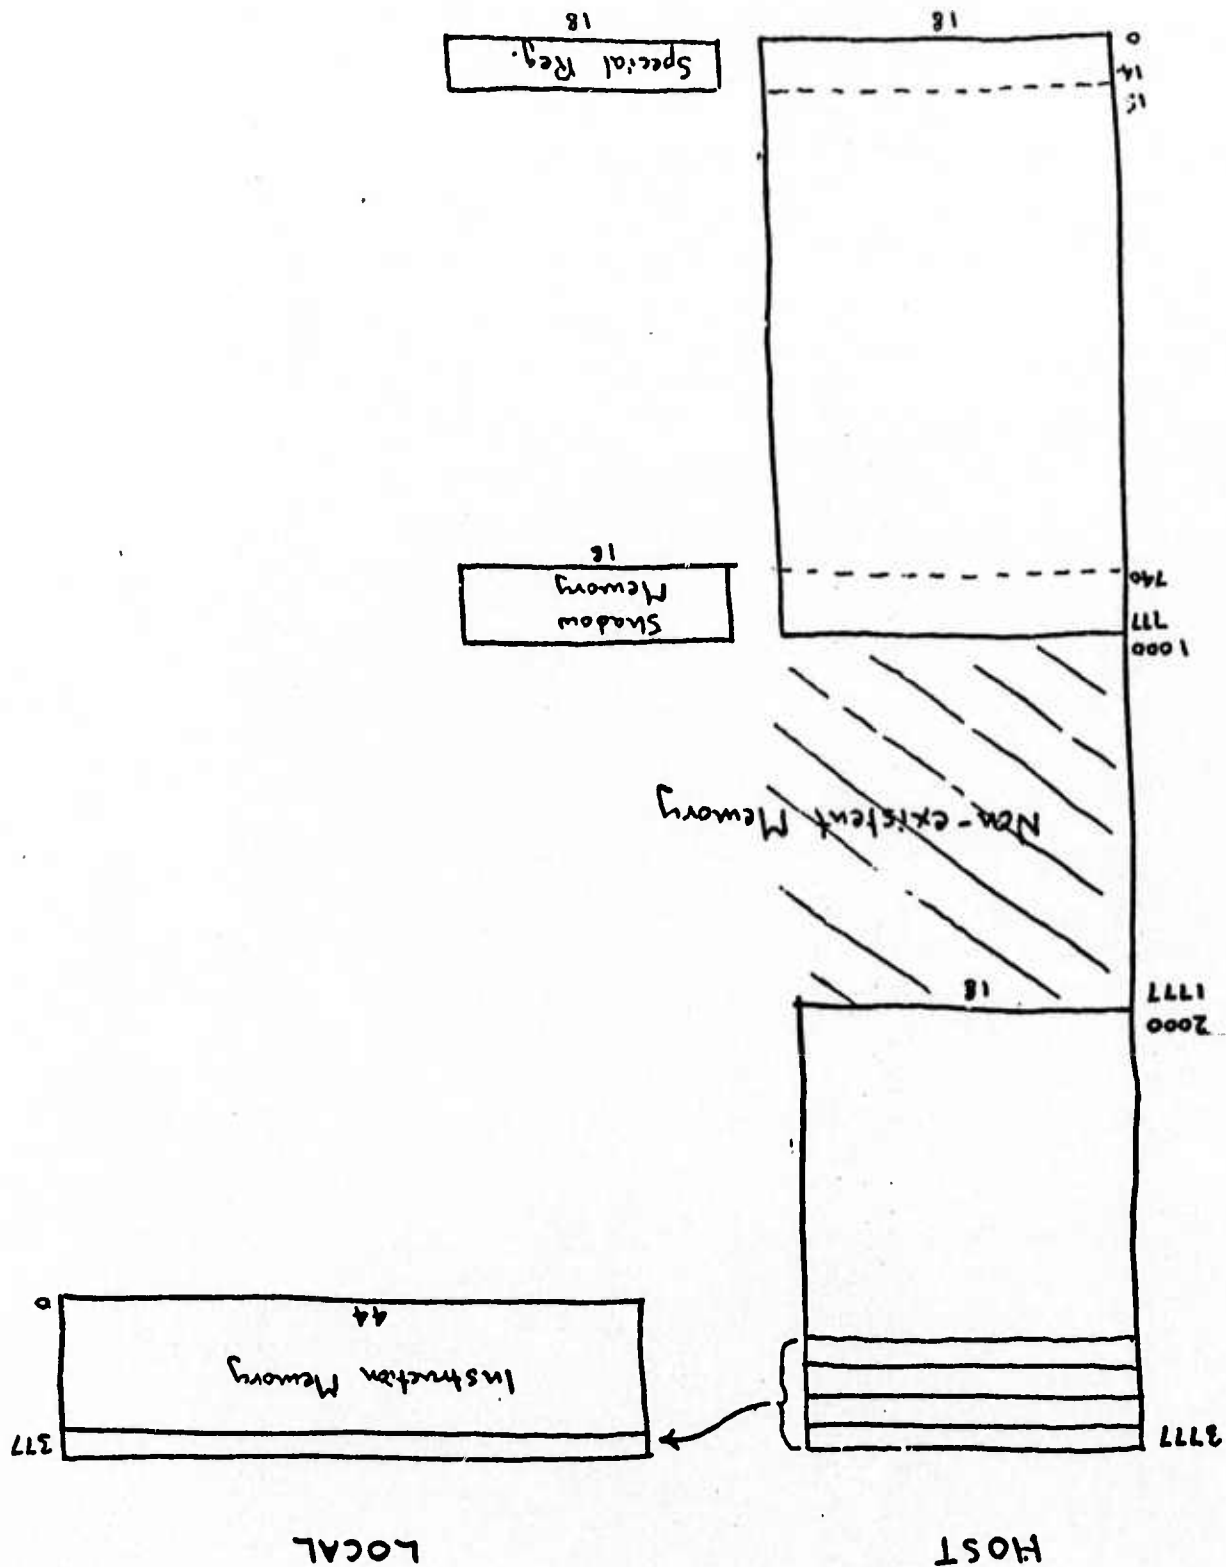 HOST
LOCAL
3777
377
Instruction Memory
44
0
2000
1777
18
Non-existent Memory
1000
777
740
Shadow
Memory
16
15
14
0
18
Special Reg.
18